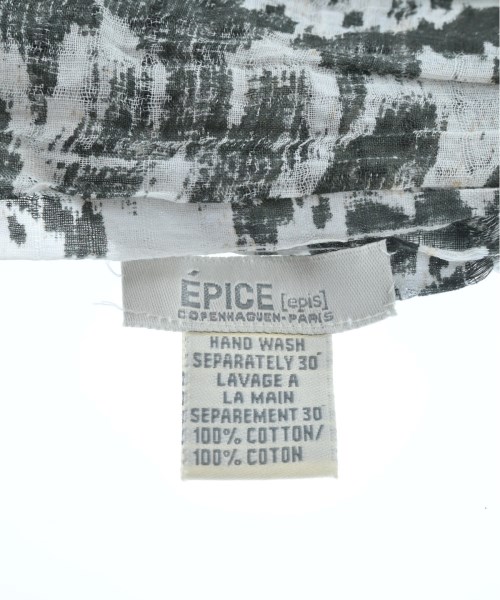 ÉPICE [epis]
COPENHAGUEN-PARIS
HAND WASH
SEPARATELY 30°
LAVAGE A
LA MAIN
SEPAREMENT 30°
100% COTTON/
100% COTON